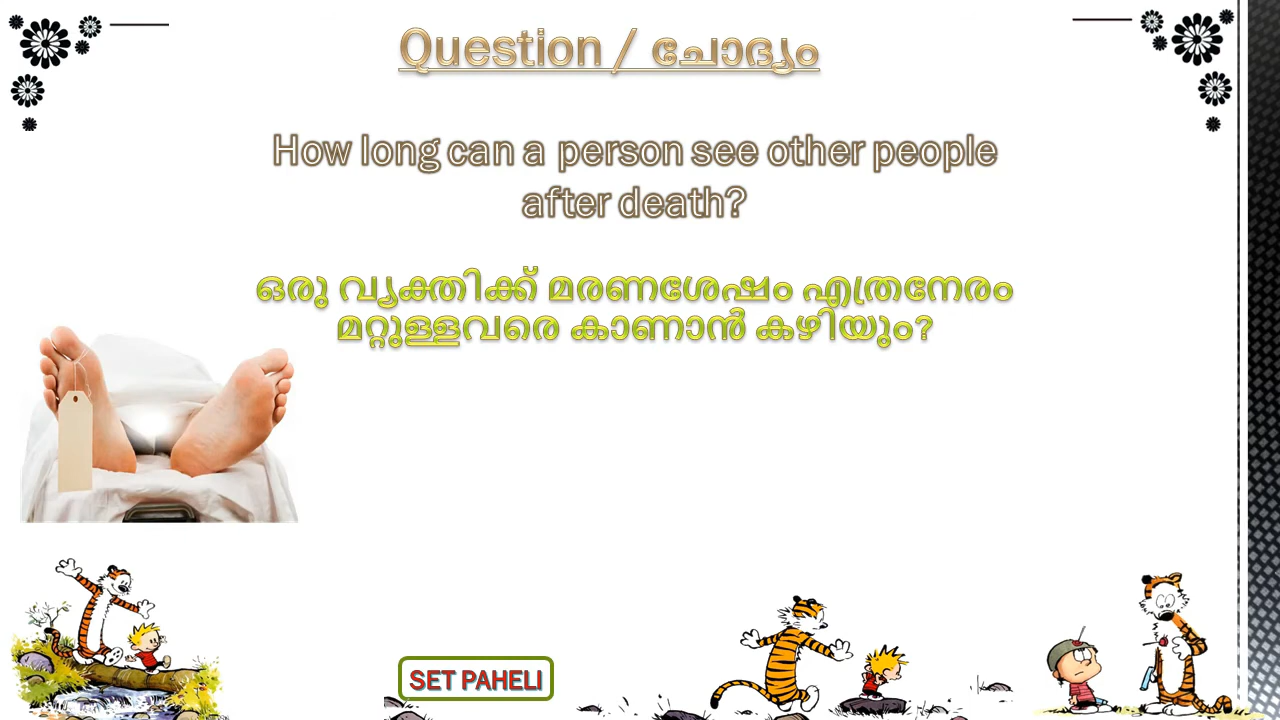 Question / ചോദ്യം
How long can a person see other people
after death?
ഒരു വ്യക്തിക്ക് മരണശേഷം എത്രനേരം
മറ്റുള്ളവരെ കാണാൻ കഴിയും?
SET PAHELI